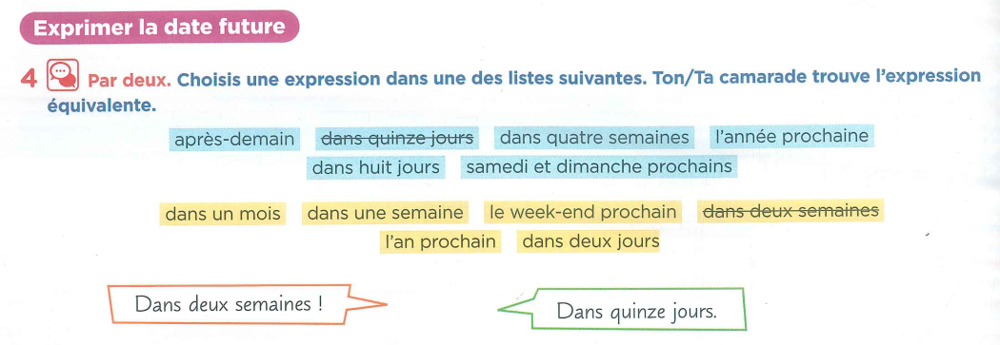 Exprimer la date future
4 Par deux. Choisis une expression dans une des listes suivantes. Ton/Ta camarade trouve l'expression
équivalente.
après-demain dans quinze jours dans quatre semaines l'année prochaine
dans huit jours samedi et dimanche prochains
dans un mois dans une semaine le week-end prochain dans deux semaines
l'an prochain dans deux jours
Dans deux semaines ! Dans quinze jours.